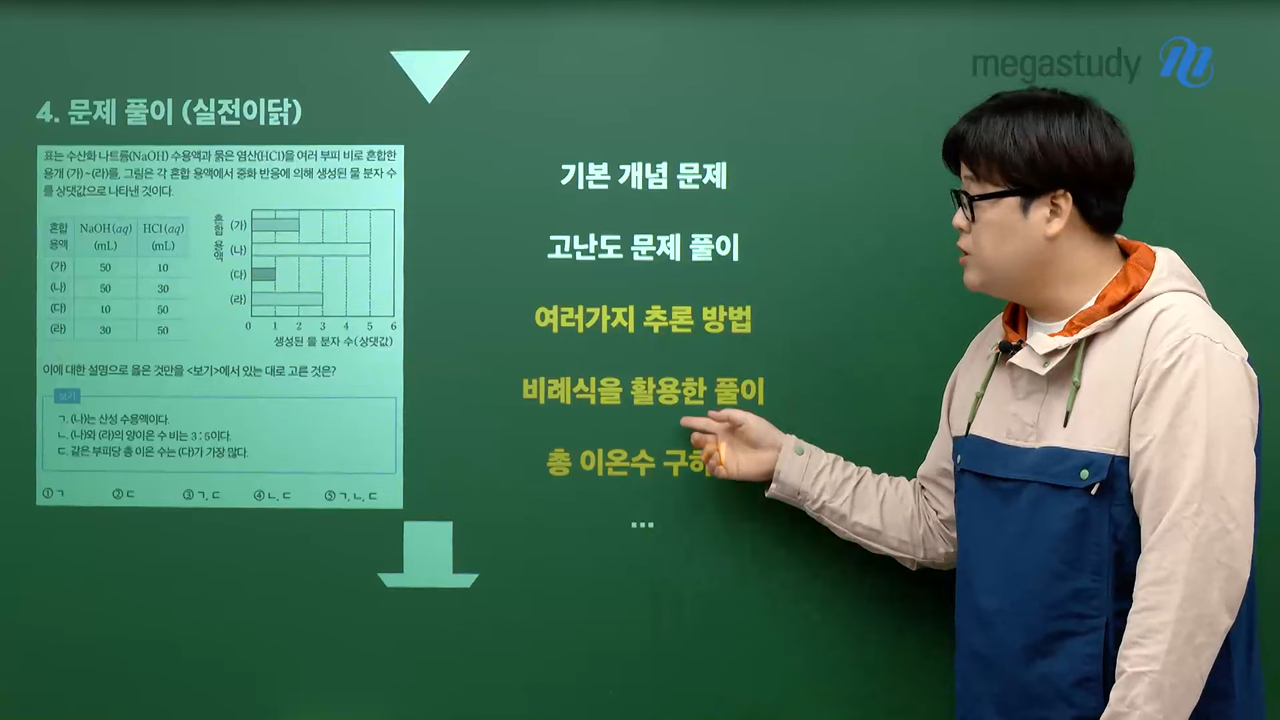 megastudy
4. 문제 풀이 (실전이닭)
표는 수산화 나트륨(NaOH) 수용액과 묽은 염산(HCl)을 여러 부피 비로 혼합한
용개 (가)~(라)를, 그림은 각 혼합 용액에서 중화 반응에 의해 생성된 물 분자 수
를 상댓값으로 나타낸 것이다.
혼합 용액 NaOH(aq) (mL) HCl(aq) (mL)
(가) 50 10
(나) 50 30
(다) 10 50
(라) 30 50
혼합 용액
(가)
(나)
(다)
(라)
0 1 2 3 4 5 6
생성된 물 분자 수(상댓값)
이에 대한 설명으로 옳은 것만을 <보기>에서 있는 대로 고른 것은?
보기
ㄱ. (나)는 산성 수용액이다.
ㄴ. (나)와 (라)의 양이온 수 비는 3 : 5이다.
ㄷ. 같은 부피당 총 이온 수는 (다)가 가장 많다.
① ㄱ ② ㄷ ③ ㄱ, ㄷ ④ ㄴ, ㄷ ⑤ ㄱ, ㄴ, ㄷ
기본 개념 문제
고난도 문제 풀이
여러가지 추론 방법
비례식을 활용한 풀이
총 이온수 구하
...